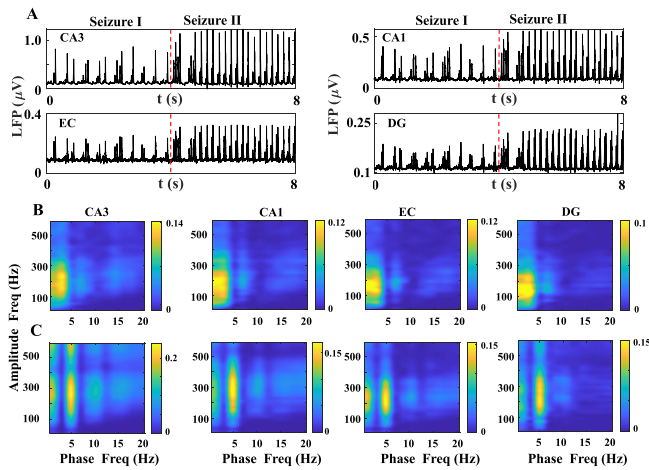 A
Seizure I Seizure II Seizure I Seizure II
1.2 CA3 0.5 CA1
0 0
0 t (s) 8 0 t (s) 8
LFP (μV) LFP (μV)
0.4 EC 0.25 DG
0 0.1
0 t (s) 8 0 t (s) 8
B CA3 CA1 EC DG
500 0.14 500 0.12 500 0.12 500 0.1
300 300 300 300
100 0 100 0 100 0 100 0
5 10 15 20 5 10 15 20 5 10 15 20 5 10 15 20
Amplitude Freq (Hz)
C
500 0.2 500 0.15 500 0.15 500 0.15
300 300 300 300
100 0 100 0 100 0 100 0
5 10 15 20 5 10 15 20 5 10 15 20 5 10 15 20
Phase Freq (Hz) Phase Freq (Hz) Phase Freq (Hz) Phase Freq (Hz)